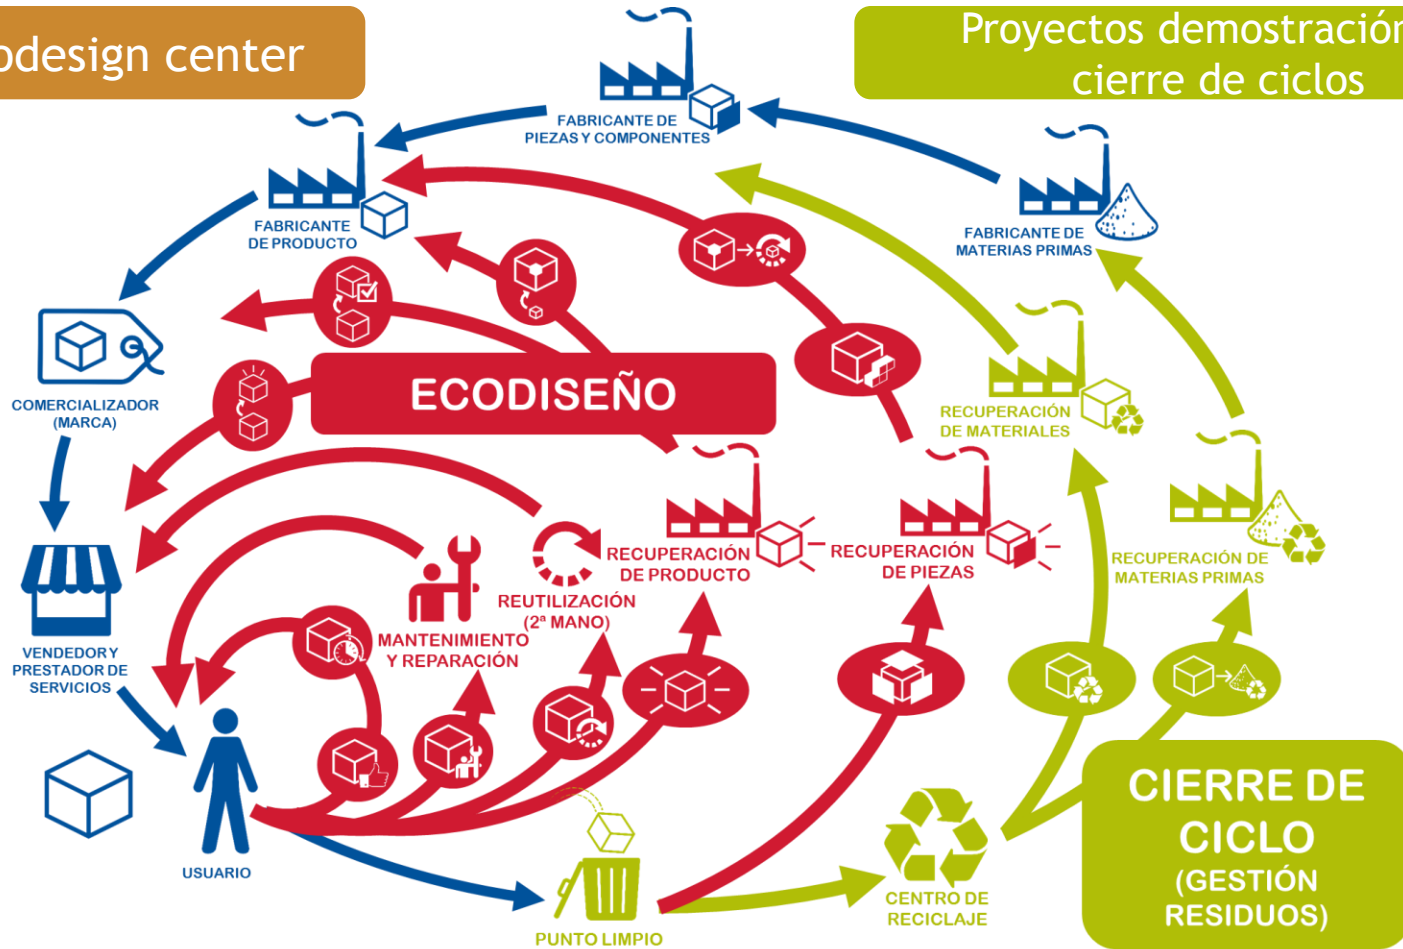 odesign center
Proyectos demostración
cierre de ciclos
FABRICANTE DE
PIEZAS Y COMPONENTES
FABRICANTE
DE PRODUCTO
FABRICANTE DE
MATERIAS PRIMAS
COMERCIALIZADOR
(MARCA)
ECODISEÑO
RECUPERACIÓN
DE MATERIALES
RECUPERACIÓN
DE PRODUCTO
RECUPERACIÓN
DE PIEZAS
RECUPERACIÓN DE
MATERIAS PRIMAS
REUTILIZACIÓN
(2ª MANO)
MANTENIMIENTO
Y REPARACIÓN
VENDEDOR Y
PRESTADOR DE
SERVICIOS
USUARIO
PUNTO LIMPIO
CENTRO DE
RECICLAJE
CIERRE DE
CICLO
(GESTIÓN
RESIDUOS)